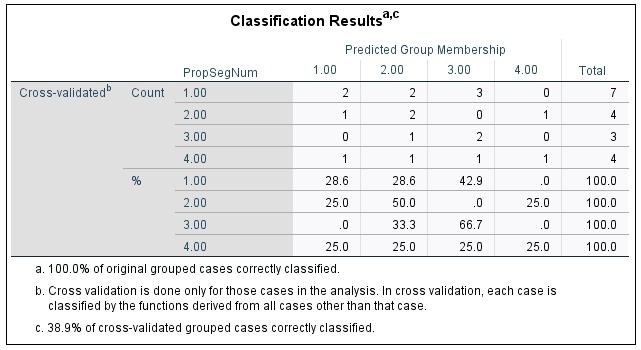 Classification Results a,c
Predicted Group Membership
PropSegNum 1.00 2.00 3.00 4.00 Total
Cross-validated b Count 1.00 2 2 3 0 7
2.00 1 2 0 1 4
3.00 0 1 2 0 3
4.00 1 1 1 1 4
% 1.00 28.6 28.6 42.9 .0 100.0
2.00 25.0 50.0 .0 25.0 100.0
3.00 .0 33.3 66.7 .0 100.0
4.00 25.0 25.0 25.0 25.0 100.0
a. 100.0% of original grouped cases correctly classified.
b. Cross validation is done only for those cases in the analysis. In cross validation, each case is
classified by the functions derived from all cases other than that case.
c. 38.9% of cross-validated grouped cases correctly classified.